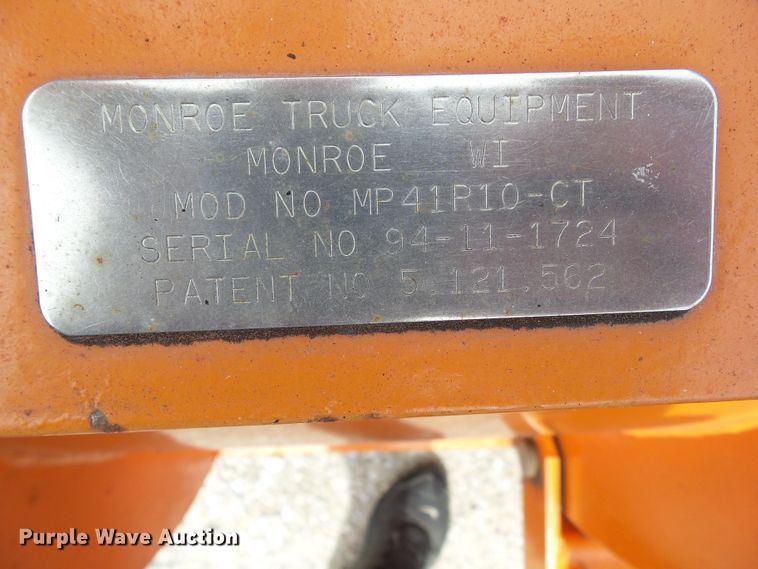 MONROE TRUCK EQUIPMENT
MONROE WI
MOD NO MP41R10-CT
SERIAL NO 94-11-1724
PATENT NO 5,121,562
Purple Wave Auction